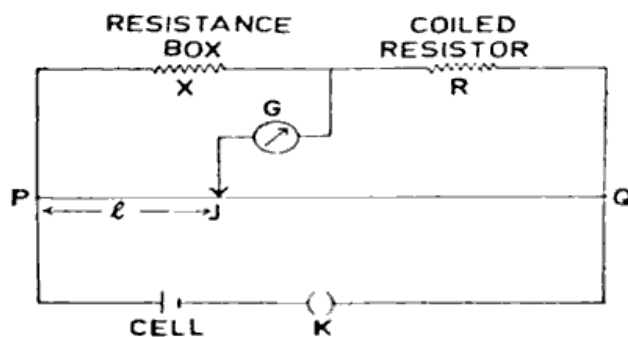 RESISTANCE BOX
COILED RESISTOR
X
R
G
P
Q
ℓ
J
CELL
K